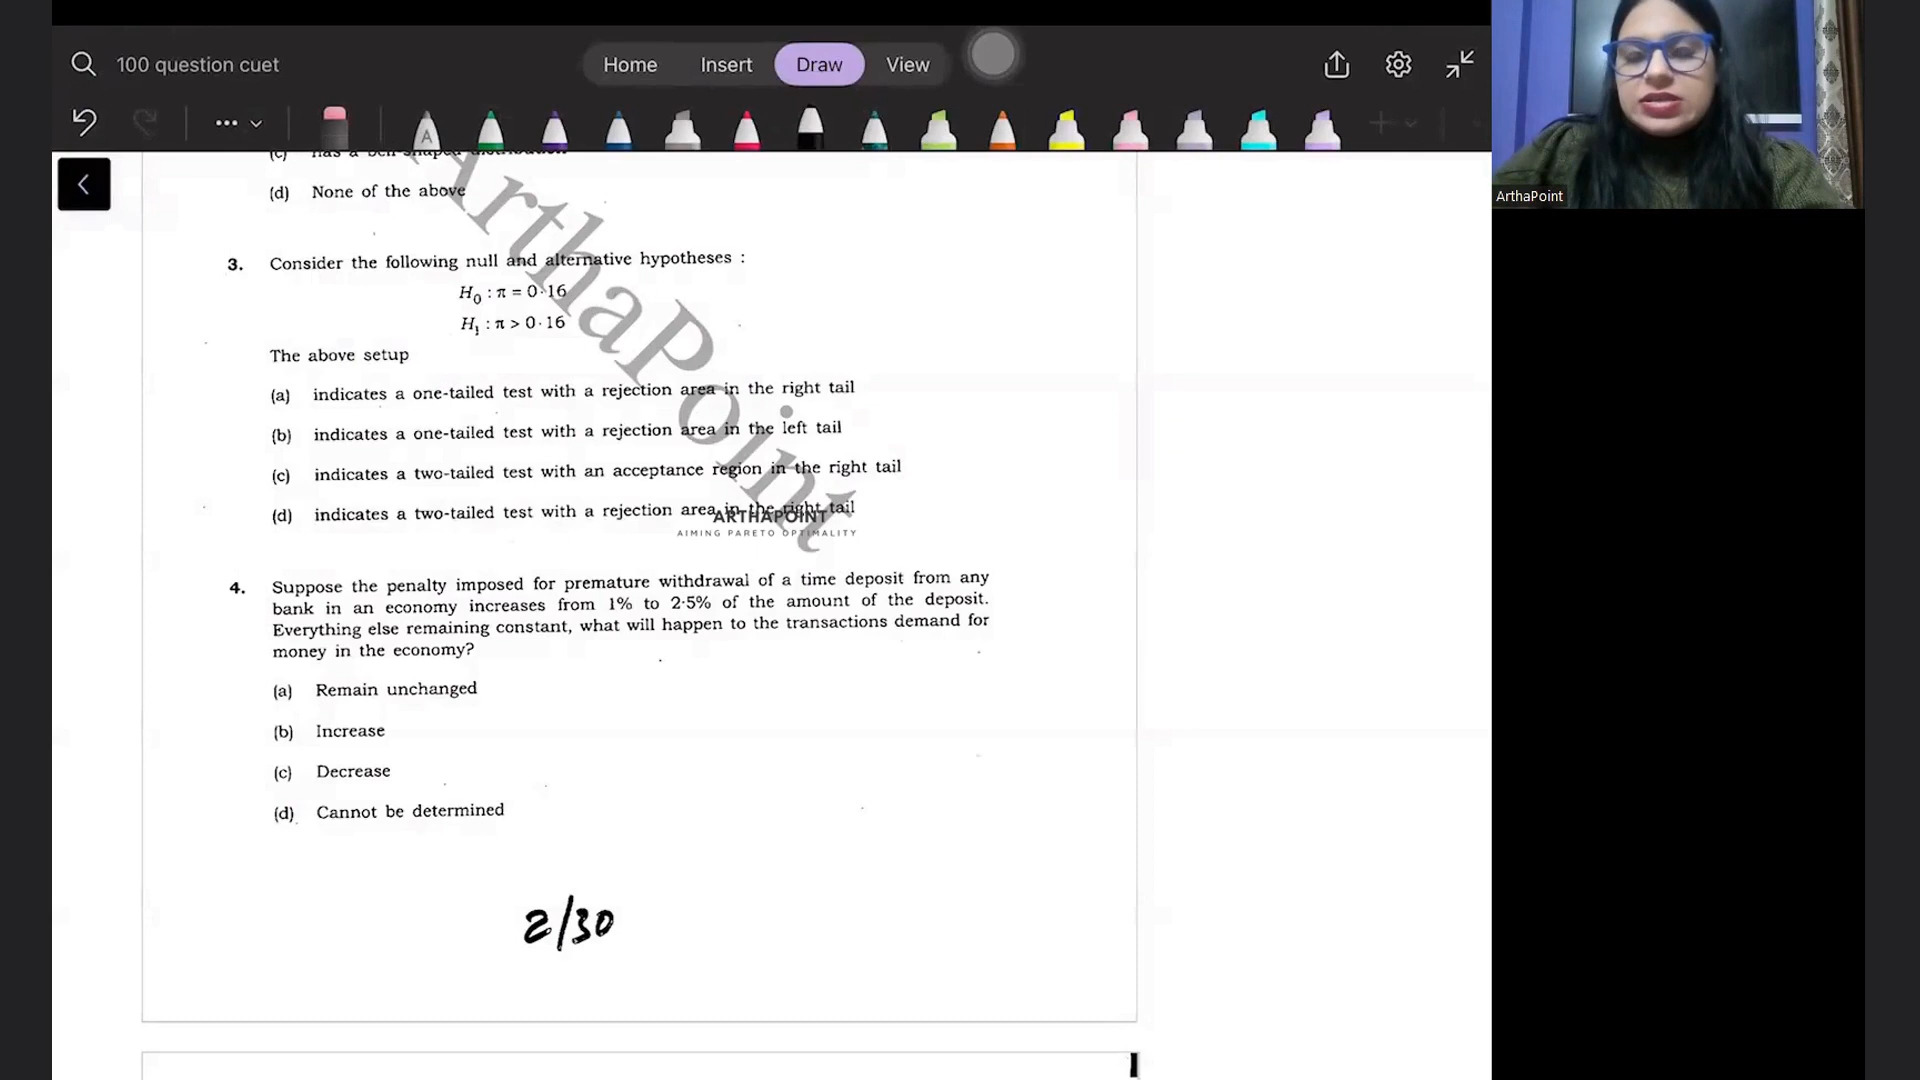 100 question cuet
Home Insert Draw View
ArthaPoint
(c) has a bell-shaped distribution
(d) None of the above
3. Consider the following null and alternative hypotheses :
H₀ : π = 0·16
H₁ : π > 0·16
The above setup
(a) indicates a one-tailed test with a rejection area in the right tail
(b) indicates a one-tailed test with a rejection area in the left tail
(c) indicates a two-tailed test with an acceptance region in the right tail
(d) indicates a two-tailed test with a rejection area in the right tail
ArthaPoint
ARTHAPOINT
AIMING PARETO OPTIMALITY
4. Suppose the penalty imposed for premature withdrawal of a time deposit from any
bank in an economy increases from 1% to 2·5% of the amount of the deposit.
Everything else remaining constant, what will happen to the transactions demand for
money in the economy?
(a) Remain unchanged
(b) Increase
(c) Decrease
(d) Cannot be determined
2/30